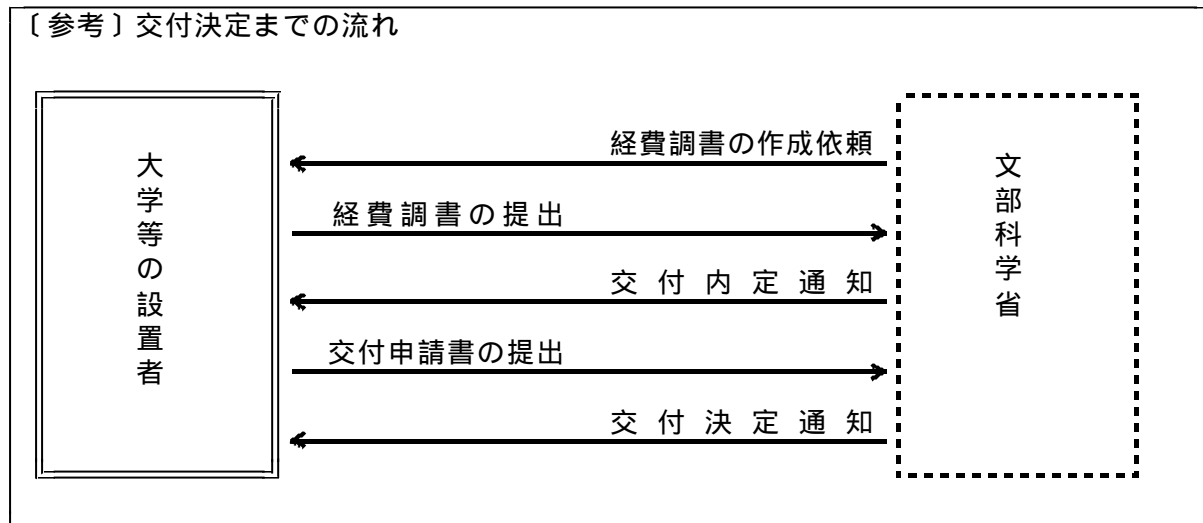 〔参考〕交付決定までの流れ
大学等の設置者
経費調書の作成依頼
経費調書の提出
交付内定通知
交付申請書の提出
交付決定通知
文部科学省